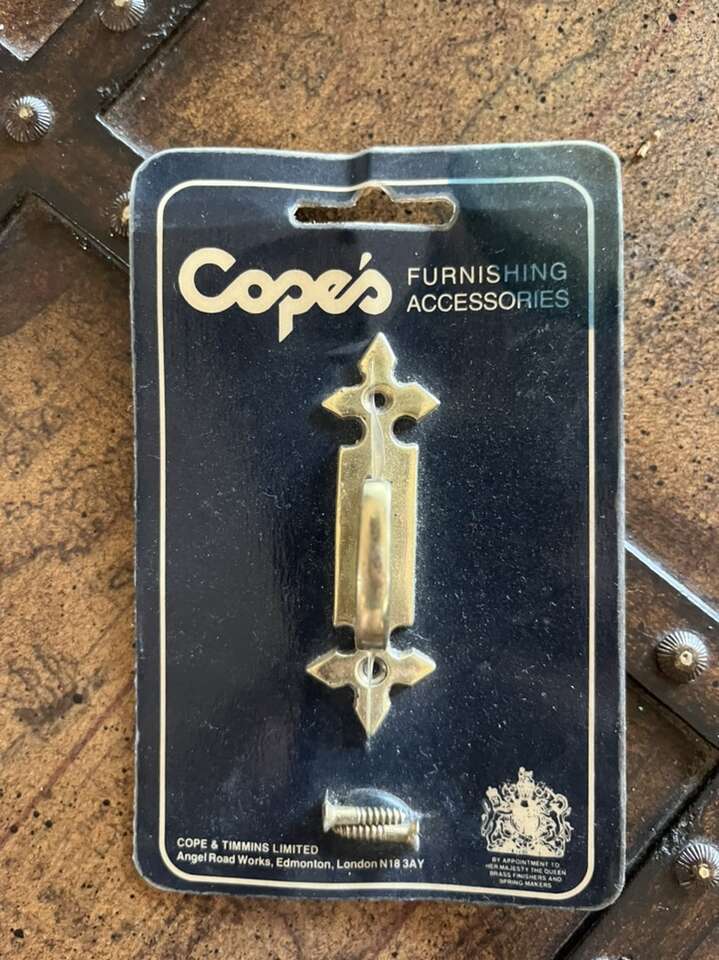 Cope's
FURNISHING
ACCESSORIES
COPE & TIMMINS LIMITED
Angel Road Works, Edmonton, London N18 3AY
BY APPOINTMENT TO
HER MAJESTY THE QUEEN
BRASS FINISHERS AND
SPRING MAKERS